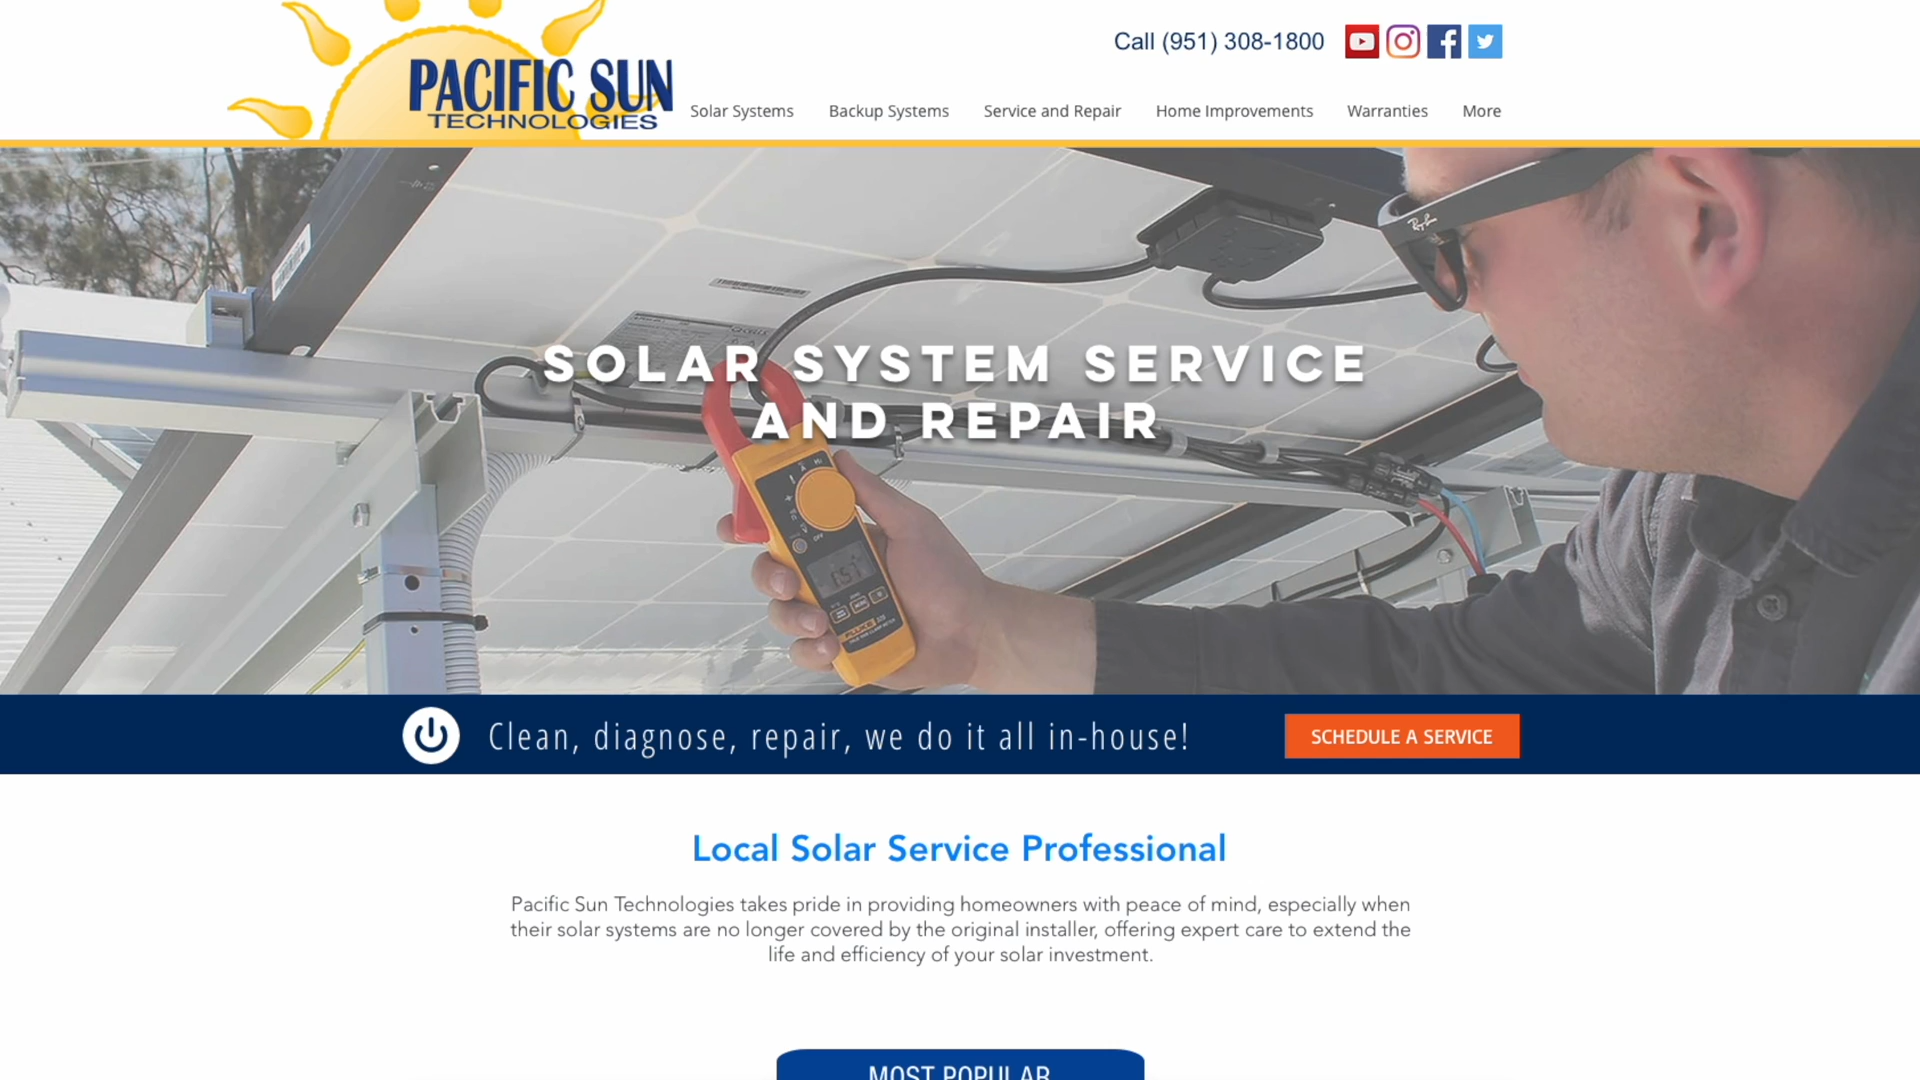 PACIFIC SUN
TECHNOLOGIES
Call (951) 308-1800
Solar Systems
Backup Systems
Service and Repair
Home Improvements
Warranties
More
Ray-Ban
SOLAR SYSTEM SERVICE
AND REPAIR
OFF
FLUKE
Clean, diagnose, repair, we do it all in-house!
SCHEDULE A SERVICE
Local Solar Service Professional
Pacific Sun Technologies takes pride in providing homeowners with peace of mind, especially when
their solar systems are no longer covered by the original installer, offering expert care to extend the
life and efficiency of your solar investment.
MOST POPULAR